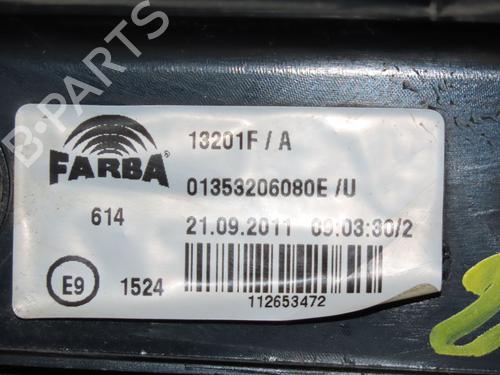 B-PARTS
FARBA
13201F / A
01353206080E /U
614
21.09.2011 09:03:30/2
E9
1524
112653472